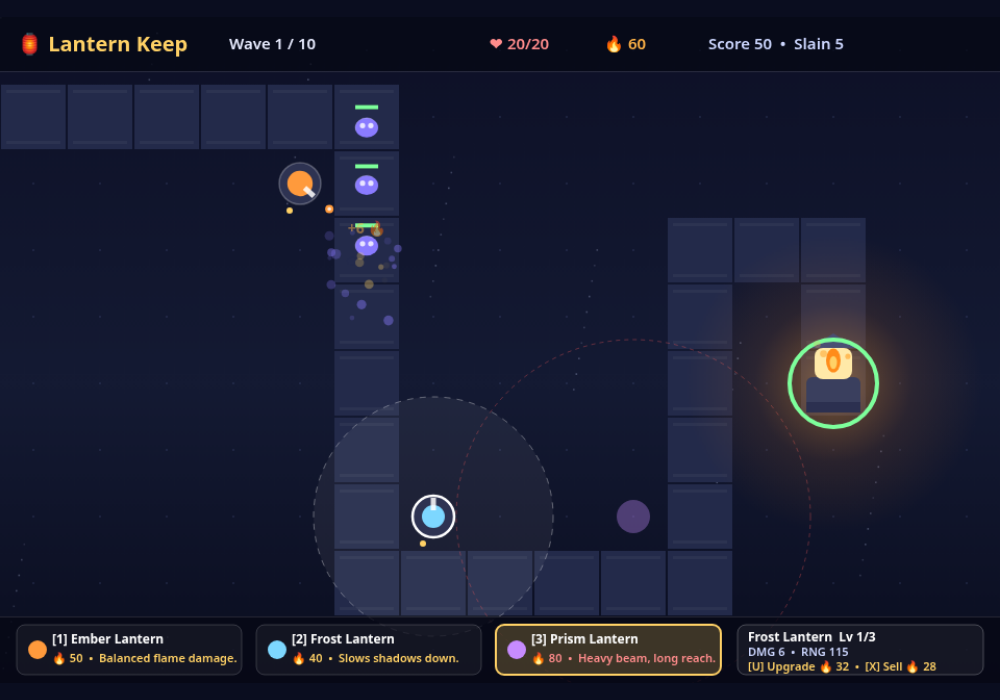 🏮 Lantern Keep
Wave 1 / 10
❤ 20/20
🔥 60
Score 50 • Slain 5
+6 🔥
[1] Ember Lantern
🔥 50 • Balanced flame damage.
[2] Frost Lantern
🔥 40 • Slows shadows down.
[3] Prism Lantern
🔥 80 • Heavy beam, long reach.
Frost Lantern Lv 1/3
DMG 6 • RNG 115
[U] Upgrade 🔥 32 • [X] Sell 🔥 28